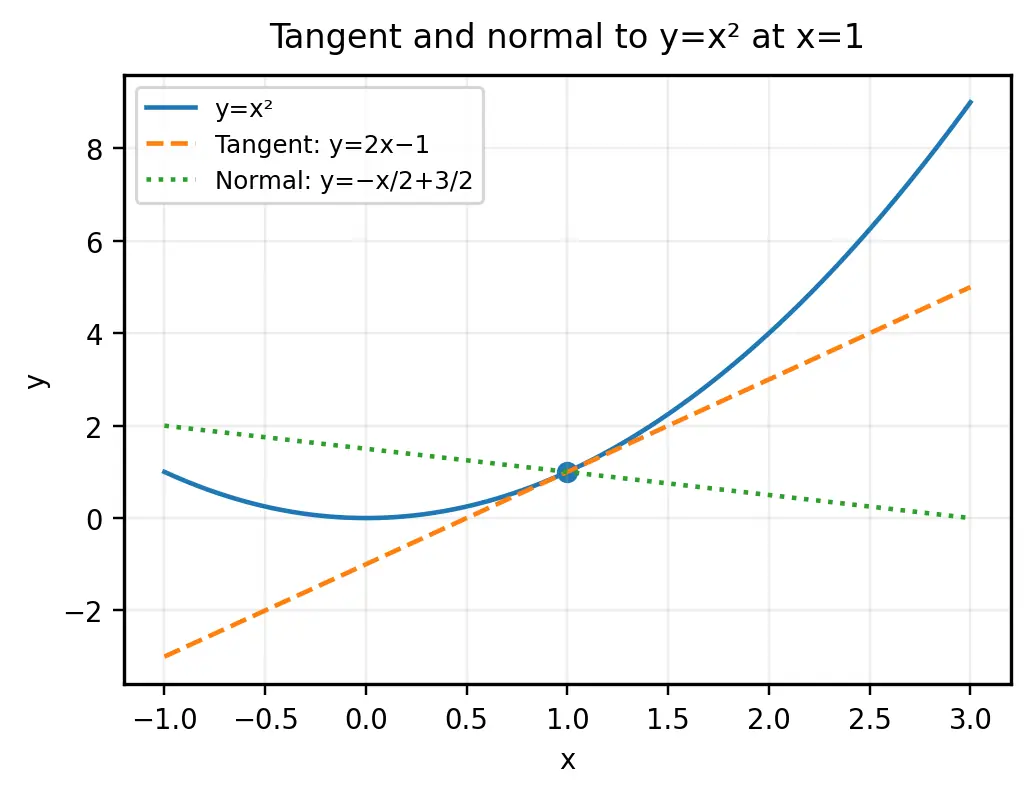 Tangent and normal to y=x² at x=1
y=x²
Tangent: y=2x−1
Normal: y=−x/2+3/2
8
6
4
2
0
−2
y
−1.0 −0.5 0.0 0.5 1.0 1.5 2.0 2.5 3.0
x